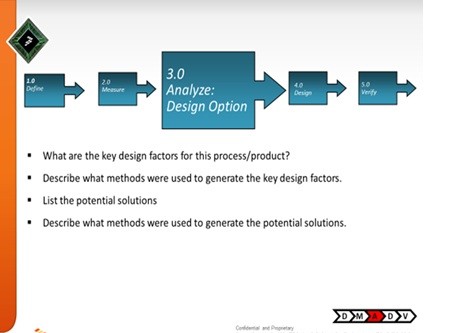 1.0
Define
2.0
Measure
3.0
Analyze:
Design Option
4.0
Design
5.0
Verify
▪ What are the key design factors for this process/product?
▪ Describe what methods were used to generate the key design factors.
▪ List the potential solutions
▪ Describe what methods were used to generate the potential solutions.
D M A D V
Confidential and Proprietary